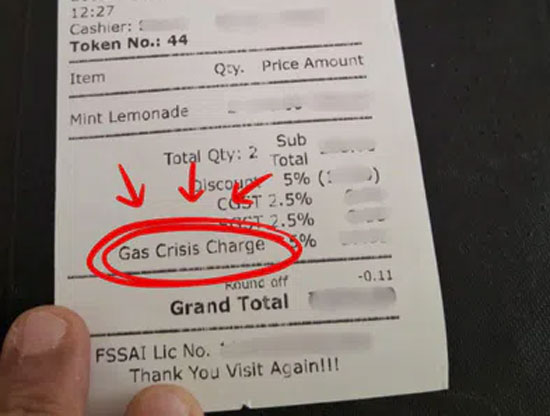 12:27
Cashier:
Token No.: 44
Item Qty. Price Amount
Mint Lemonade
Total Qty: 2 Sub Total
Discount 5%
CGST 2.5%
2.5%
Gas Crisis Charge 5%
Round off -0.11
Grand Total
FSSAI Lic No.
Thank You Visit Again!!!